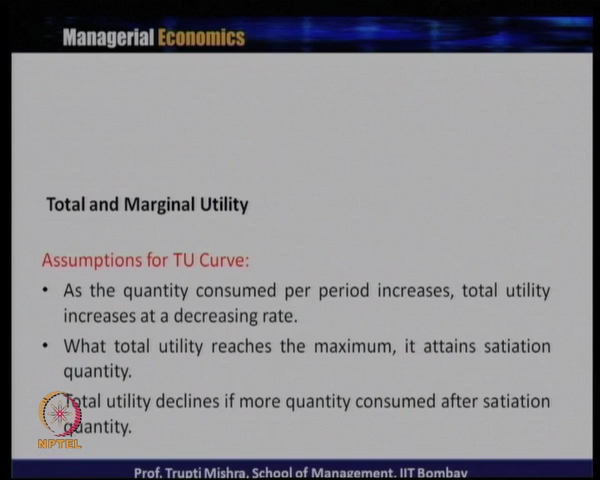 Managerial Economics
Total and Marginal Utility
Assumptions for TU Curve:
• As the quantity consumed per period increases, total utility
increases at a decreasing rate.
• What total utility reaches the maximum, it attains satiation
quantity.
Total utility declines if more quantity consumed after satiation
quantity.
NPTEL
Prof. Trupti Mishra, School of Management, IIT Bombay